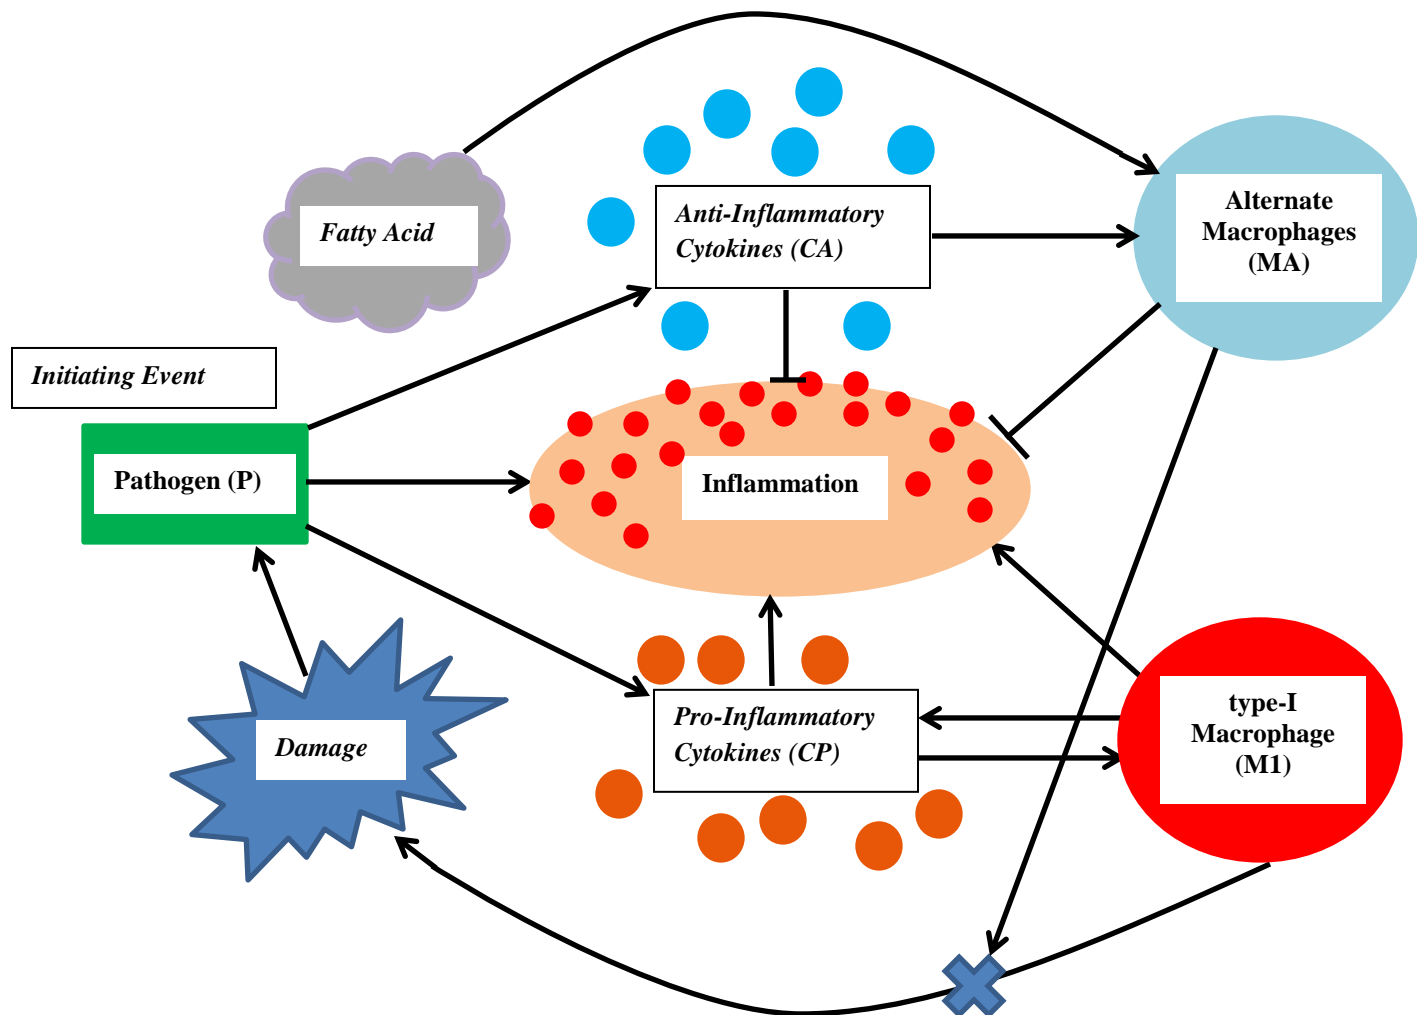 Fatty Acid
Anti-Inflammatory
Cytokines (CA)
Alternate
Macrophages
(MA)
Initiating Event
Pathogen (P)
Inflammation
Damage
Pro-Inflammatory
Cytokines (CP)
type-I
Macrophage
(M1)